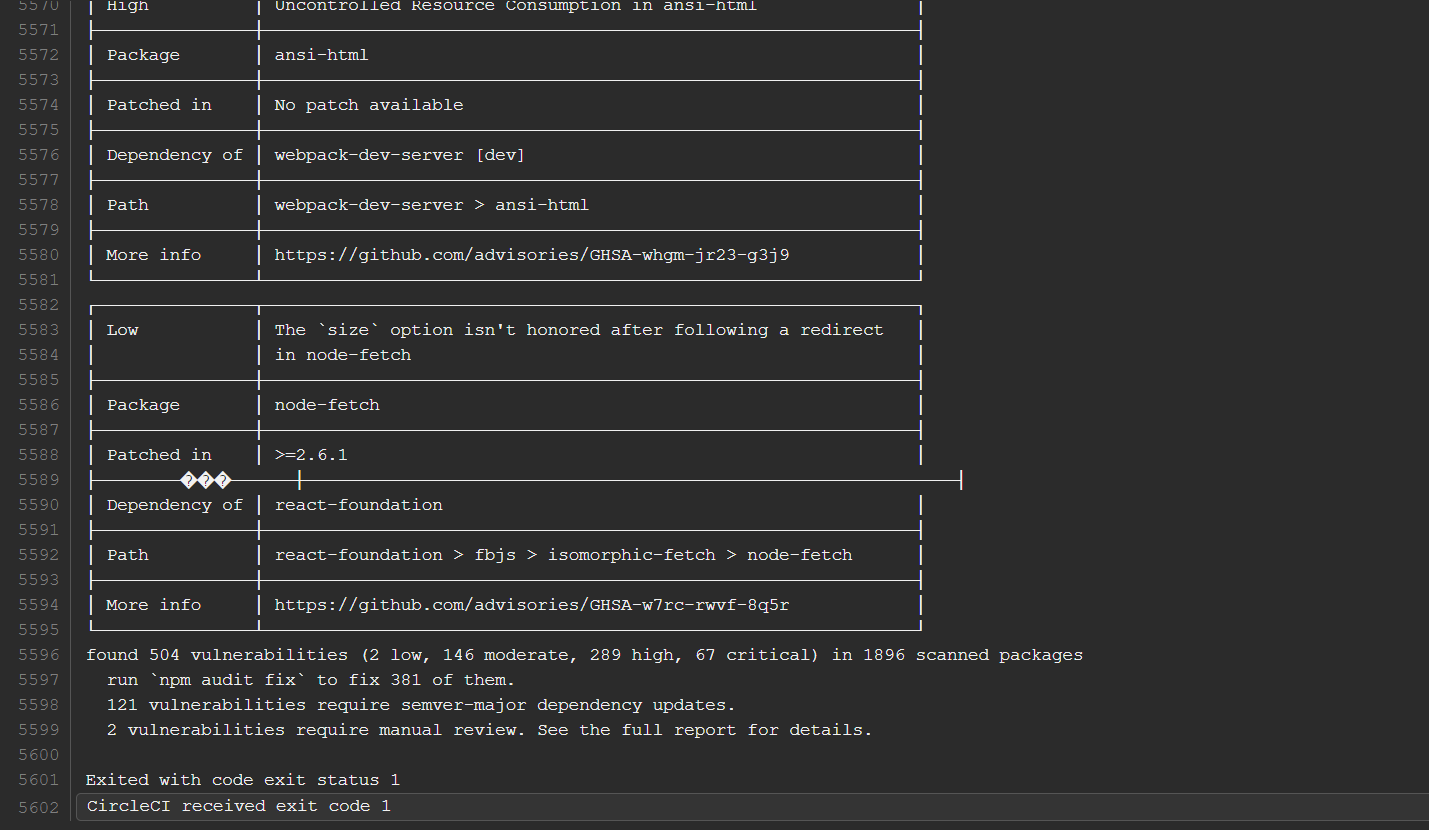 5570 | High | Uncontrolled Resource Consumption in ansi-html |
5571
5572 | Package | ansi-html |
5573
5574 | Patched in | No patch available |
5575
5576 | Dependency of | webpack-dev-server [dev] |
5577
5578 | Path | webpack-dev-server > ansi-html |
5579
5580 | More info | https://github.com/advisories/GHSA-whgm-jr23-g3j9 |
5581
5582
5583 | Low | The `size` option isn't honored after following a redirect |
5584 | | in node-fetch |
5585
5586 | Package | node-fetch |
5587
5588 | Patched in | >=2.6.1 |
5589 ���
5590 | Dependency of | react-foundation |
5591
5592 | Path | react-foundation > fbjs > isomorphic-fetch > node-fetch |
5593
5594 | More info | https://github.com/advisories/GHSA-w7rc-rwvf-8q5r |
5595
5596 found 504 vulnerabilities (2 low, 146 moderate, 289 high, 67 critical) in 1896 scanned packages
5597 run `npm audit fix` to fix 381 of them.
5598 121 vulnerabilities require semver-major dependency updates.
5599 2 vulnerabilities require manual review. See the full report for details.
5600
5601 Exited with code exit status 1
5602 CircleCI received exit code 1